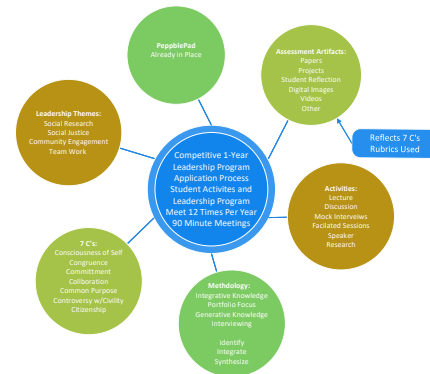 PeppblePad
Already in Place
Assessment Artifacts:
Papers
Projects
Student Reflection
Digital Images
Videos
Other
Reflects 7 C's
Rubrics Used
Leadership Themes:
Social Research
Social Justice
Community Engagement
Team Work
Competitive 1-Year
Leadership Program
Application Process
Student Activites and
Leadership Program
Meet 12 Times Per Year
90 Minute Meetings
Activities:
Lecture
Discussion
Mock Interveiws
Facilated Sessions
Speaker
Research
7 C's:
Consciousness of Self
Congruence
Committment
Collboration
Common Purpose
Controversy w/Civility
Citizenship
Methdology:
Integrative Knowledge
Portfolio Focus
Generative Knowledge
Interviewing
Identify
Integrate
Synthesize